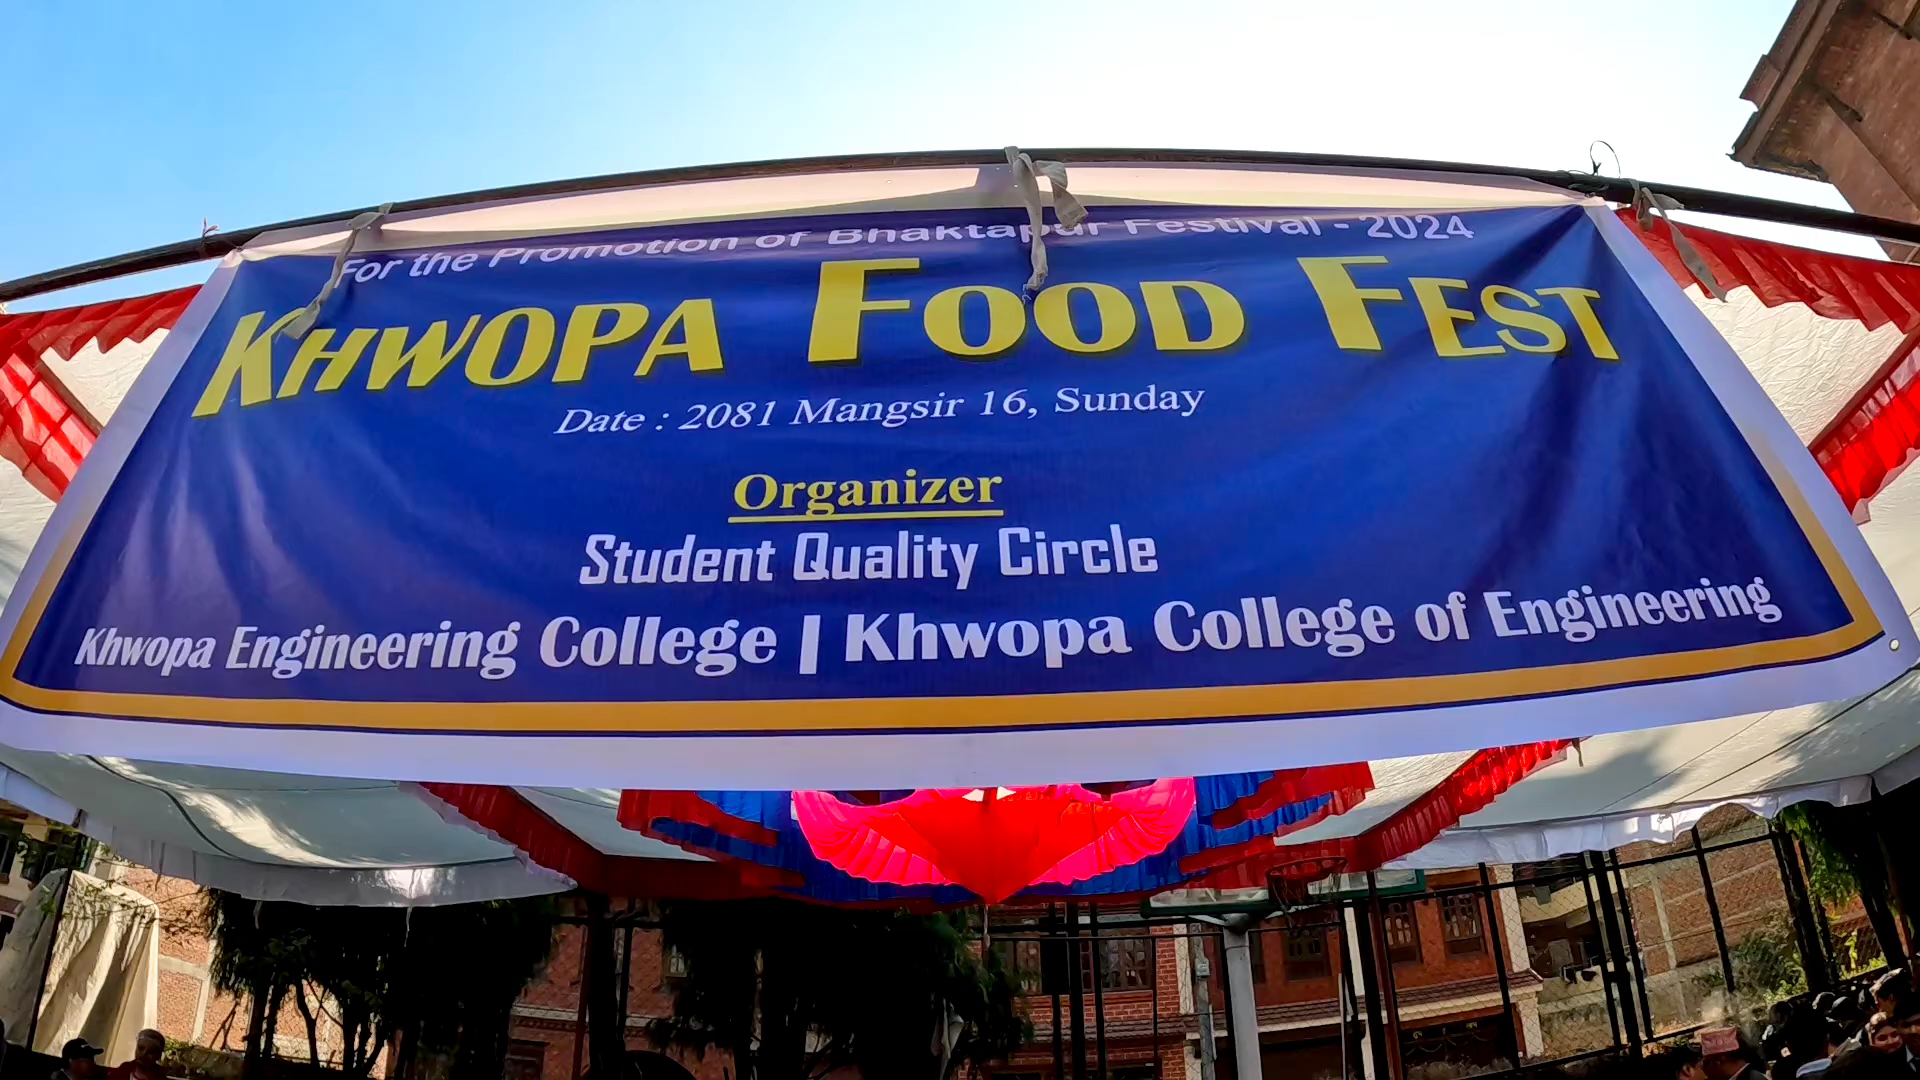 For the Promotion of Bhaktapur Festival - 2024
KHWOPA FOOD FEST
Date : 2081 Mangsir 16, Sunday
Organizer
Student Quality Circle
Khwopa Engineering College | Khwopa College of Engineering